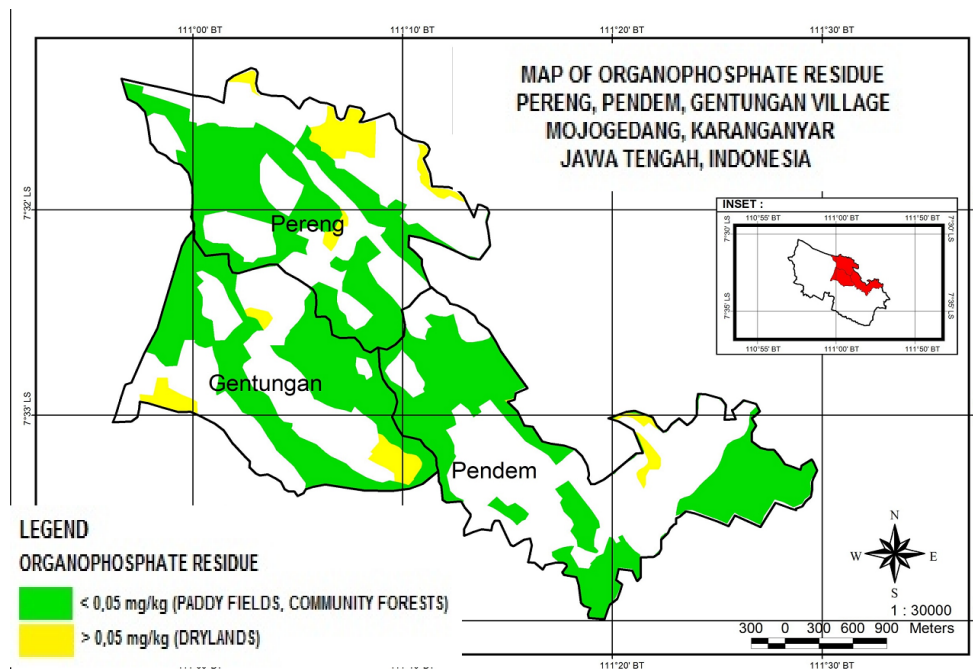 111°00' BT 111°10' BT 111°20' BT 111°30' BT
MAP OF ORGANOPHOSPHATE RESIDUE
PERENG, PENDEM, GENTUNGAN VILLAGE
MOJOGEDANG, KARANGANYAR
JAWA TENGAH, INDONESIA
7°32' LS
Pereng
INSET :
110°55' BT 111°00' BT 111°50' BT
7°30' LS 7°30' LS
7°35' LS 7°35' LS
110°55' BT 111°00' BT 111°50' BT
Gentungan
7°33' LS
Pendem
LEGEND
ORGANOPHOSPHATE RESIDUE
< 0,05 mg/kg (PADDY FIELDS, COMMUNITY FORESTS)
> 0,05 mg/kg (DRYLANDS)
N
W E
S
1 : 30000
300 0 300 600 900 Meters
111°20' BT 111°30' BT